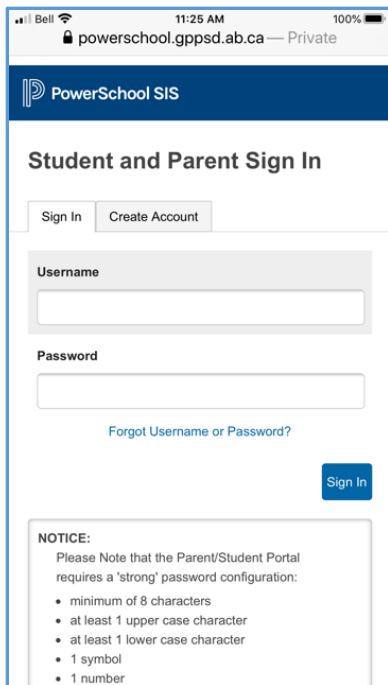 Bell 11:25 AM 100%
powerschool.gppsd.ab.ca — Private
PowerSchool SIS
Student and Parent Sign In
Sign In Create Account
Username
Password
Forgot Username or Password?
Sign In
NOTICE:
Please Note that the Parent/Student Portal
requires a 'strong' password configuration:
• minimum of 8 characters
• at least 1 upper case character
• at least 1 lower case character
• 1 symbol
• 1 number